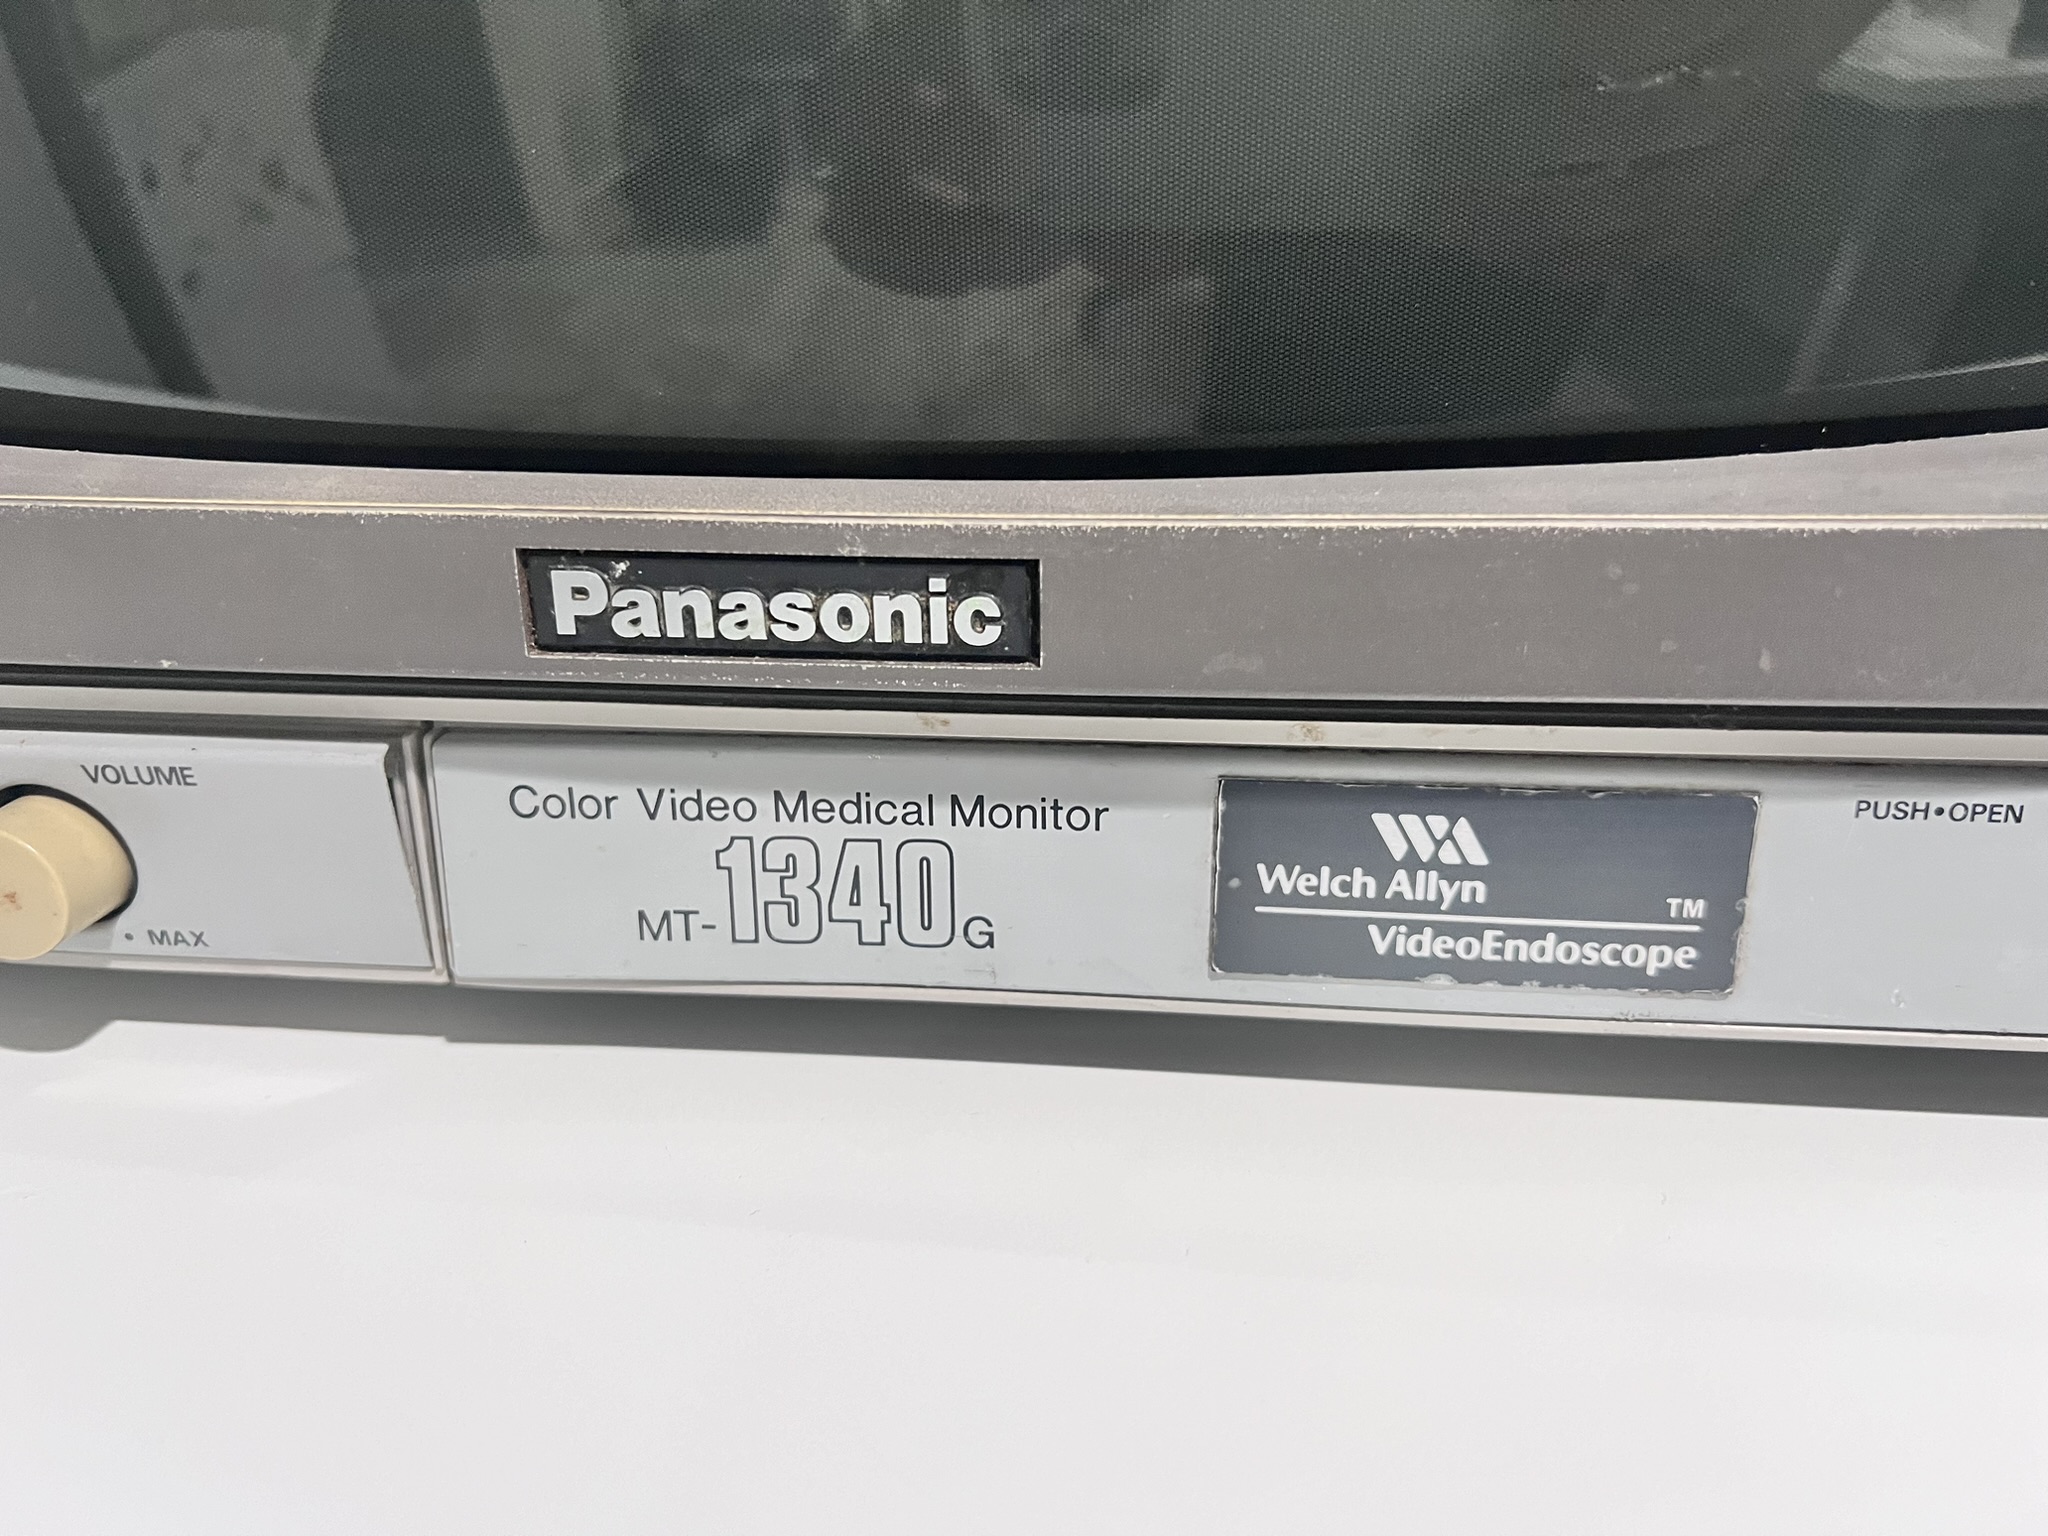 Panasonic
VOLUME
• MAX
Color Video Medical Monitor
MT-1340G
Welch Allyn
TM
VideoEndoscope
PUSH•OPEN